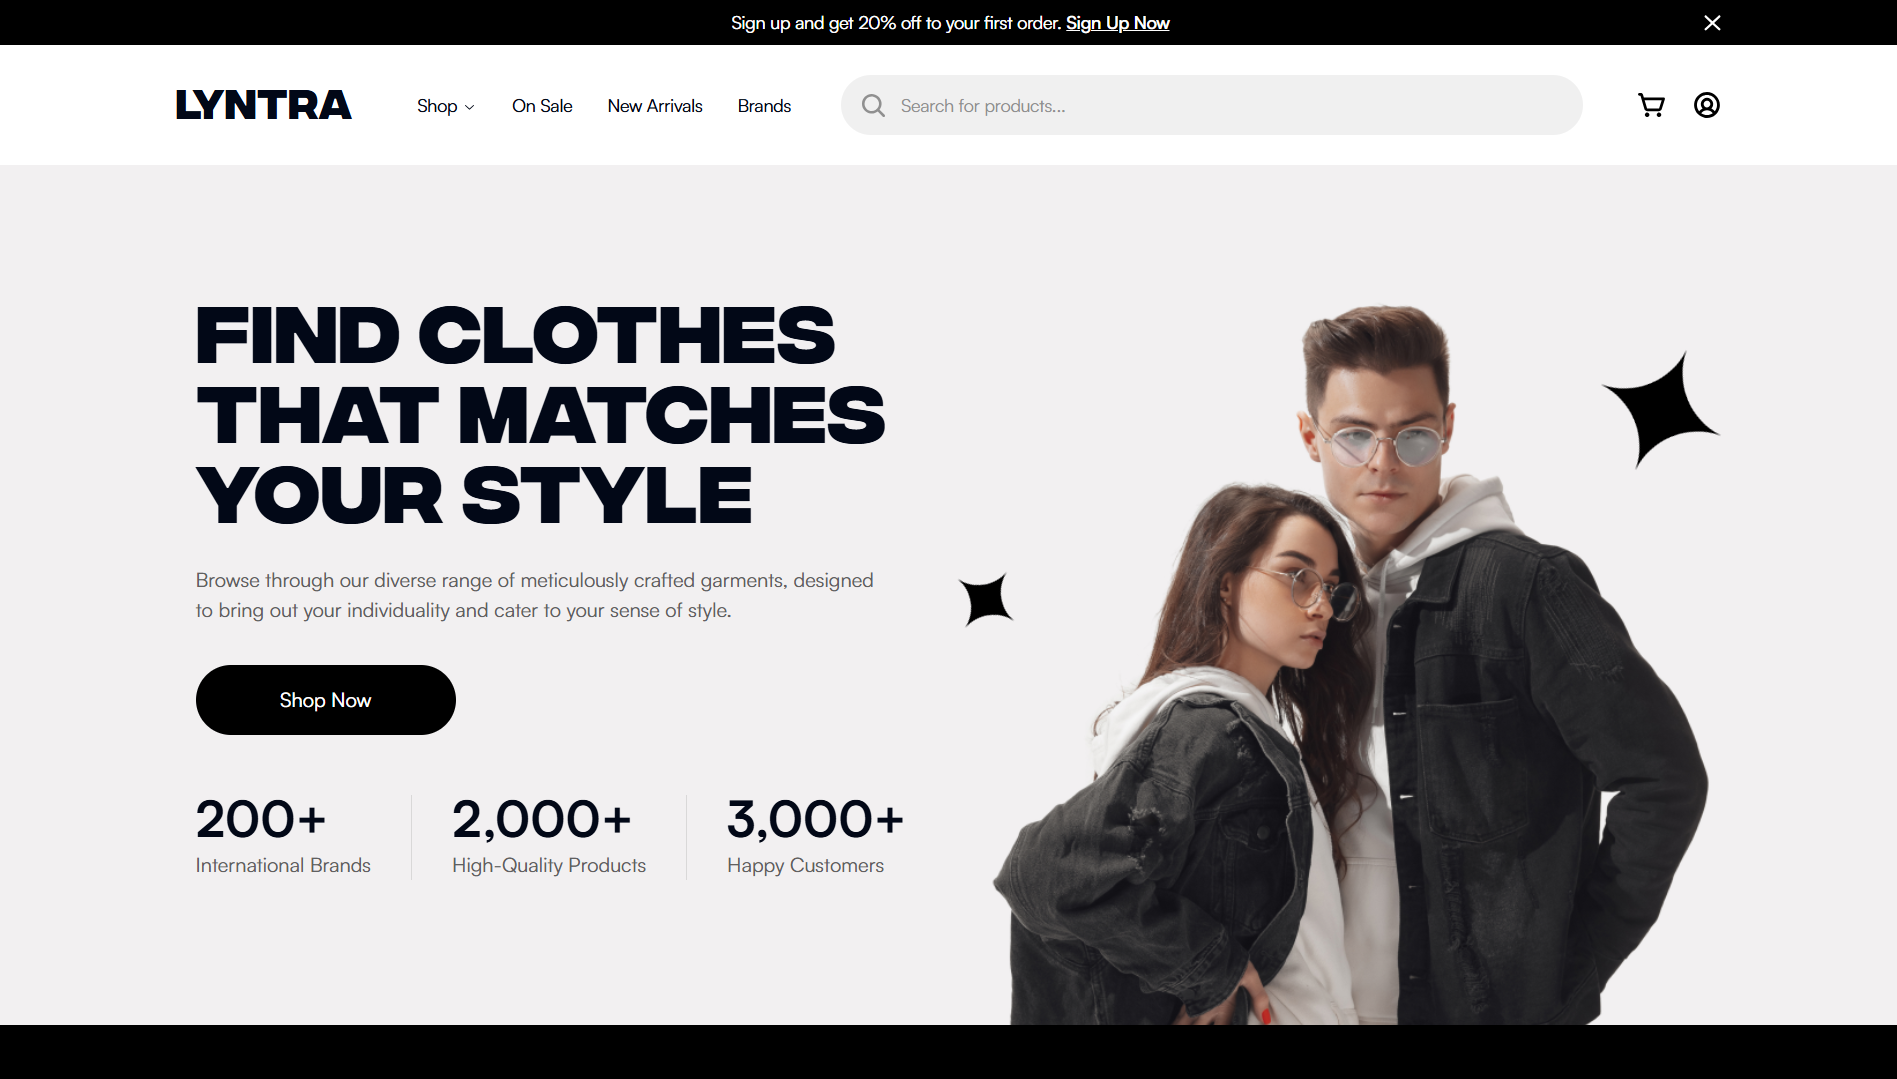 Sign up and get 20% off to your first order. Sign Up Now
LYNTRA
Shop
On Sale
New Arrivals
Brands
Search for products...
FIND CLOTHES
THAT MATCHES
YOUR STYLE
Browse through our diverse range of meticulously crafted garments, designed
to bring out your individuality and cater to your sense of style.
Shop Now
200+
International Brands
2,000+
High-Quality Products
3,000+
Happy Customers